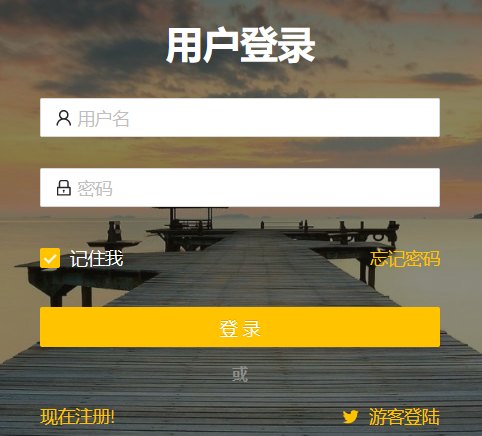 用户登录
用户名
密码
记住我 忘记密码
登 录
或
现在注册! 游客登陆